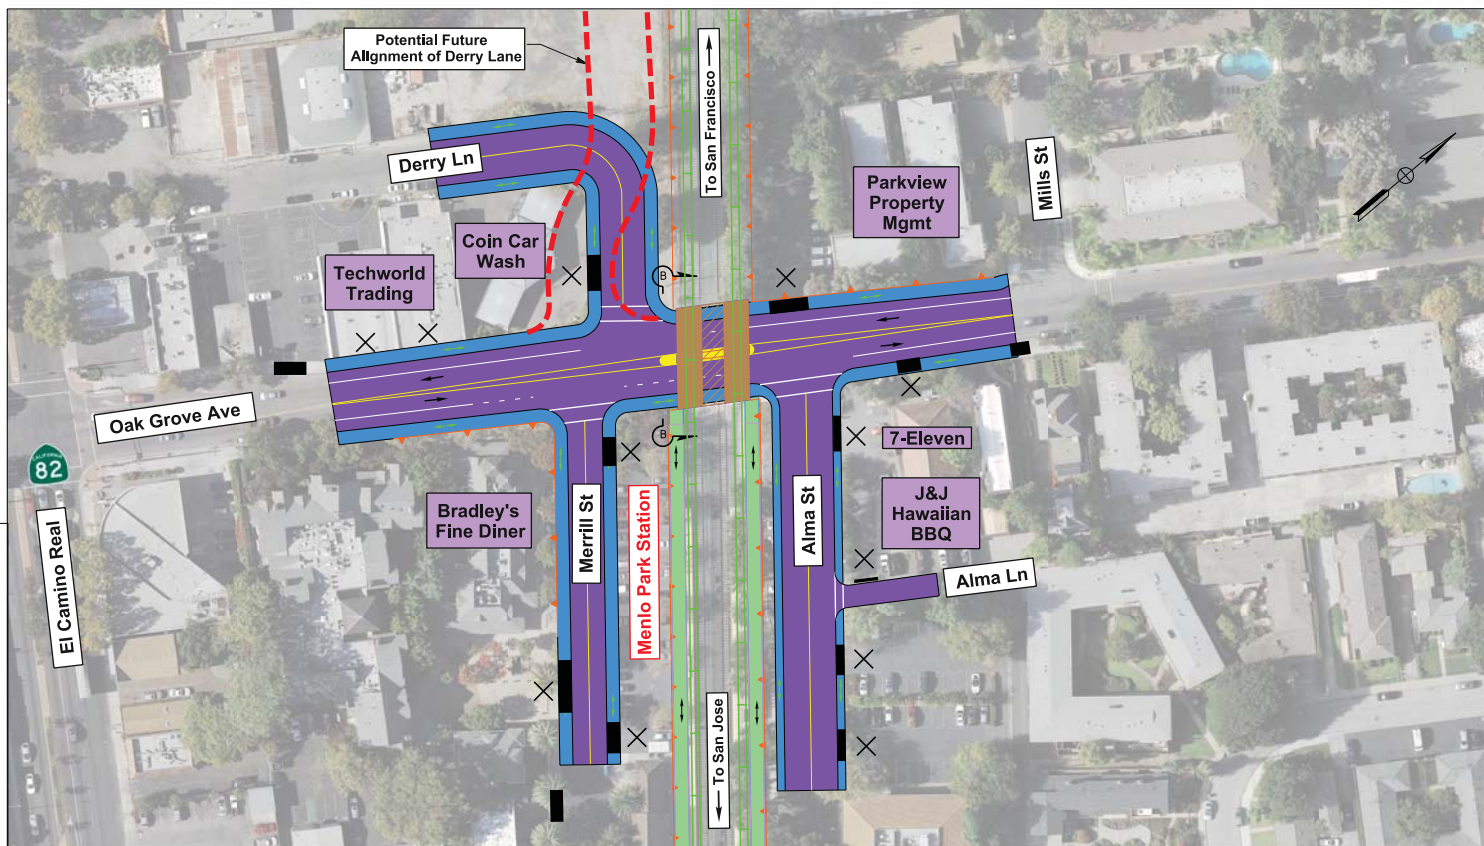 Potential Future
Alignment of Derry Lane
To San Francisco
Derry Ln
Mills St
Parkview
Property
Mgmt
Coin Car
Wash
Techworld
Trading
B
Oak Grove Ave
CALIFORNIA
82
B
7-Eleven
Bradley's
Fine Diner
Merrill St
Menlo Park Station
Alma St
J&J
Hawaiian
BBQ
El Camino Real
Alma Ln
To San Jose